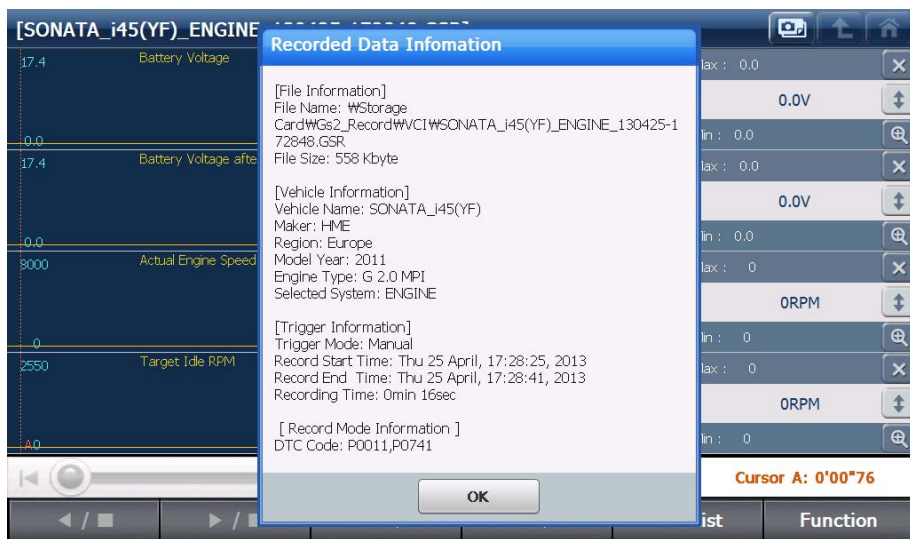 [SONATA_i45(YF)_ENGINE
Recorded Data Infomation
[File Information]
File Name: ₩Storage
Card₩Gs2_Record₩VCI₩SONATA_i45(YF)_ENGINE_130425-1
72848.GSR
File Size: 558 Kbyte
[Vehicle Information]
Vehicle Name: SONATA_i45(YF)
Maker: HME
Region: Europe
Model Year: 2011
Engine Type: G 2.0 MPI
Selected System: ENGINE
[Trigger Information]
Trigger Mode: Manual
Record Start Time: Thu 25 April, 17:28:25, 2013
Record End  Time: Thu 25 April, 17:28:41, 2013
Recording Time: 0min 16sec
[ Record Mode Information ]
DTC Code: P0011,P0741
OK
17.4 Battery Voltage
0.0
lax : 0.0
0.0V
lin : 0.0
17.4 Battery Voltage afte
0.0
lax : 0.0
0.0V
lin : 0.0
8000 Actual Engine Speed
0
lax : 0
0RPM
lin : 0
2550 Target Idle RPM
A0
lax : 0
0RPM
lin : 0
Cursor A: 0'00"76
ist
Function